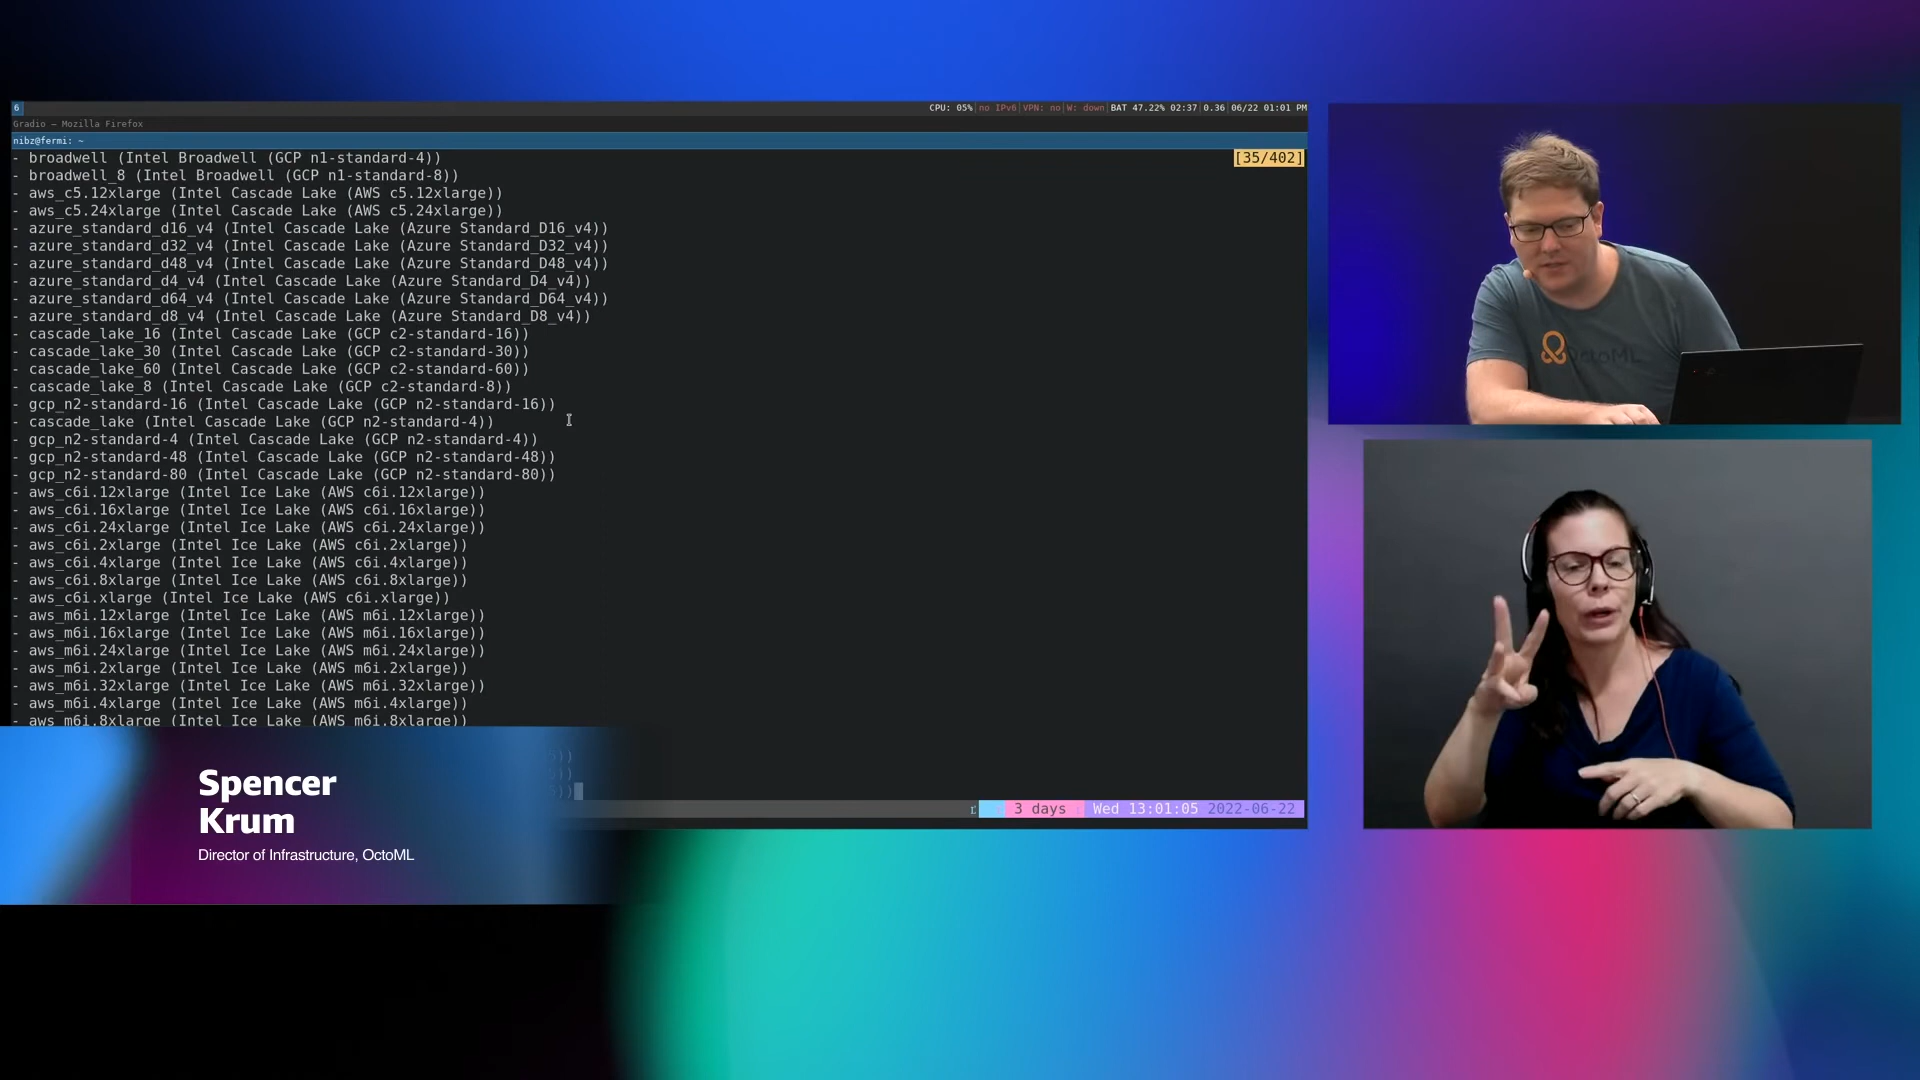 6
CPU: 05%|no IPv6|VPN: no|W: down|BAT 47.22% 02:37|0.36|06/22 01:01 PM
Gradio — Mozilla Firefox
nibz@fermi: ~
[35/402]
- broadwell (Intel Broadwell (GCP n1-standard-4))
- broadwell_8 (Intel Broadwell (GCP n1-standard-8))
- aws_c5.12xlarge (Intel Cascade Lake (AWS c5.12xlarge))
- aws_c5.24xlarge (Intel Cascade Lake (AWS c5.24xlarge))
- azure_standard_d16_v4 (Intel Cascade Lake (Azure Standard_D16_v4))
- azure_standard_d32_v4 (Intel Cascade Lake (Azure Standard_D32_v4))
- azure_standard_d48_v4 (Intel Cascade Lake (Azure Standard_D48_v4))
- azure_standard_d4_v4 (Intel Cascade Lake (Azure Standard_D4_v4))
- azure_standard_d64_v4 (Intel Cascade Lake (Azure Standard_D64_v4))
- azure_standard_d8_v4 (Intel Cascade Lake (Azure Standard_D8_v4))
- cascade_lake_16 (Intel Cascade Lake (GCP c2-standard-16))
- cascade_lake_30 (Intel Cascade Lake (GCP c2-standard-30))
- cascade_lake_60 (Intel Cascade Lake (GCP c2-standard-60))
- cascade_lake_8 (Intel Cascade Lake (GCP c2-standard-8))
- gcp_n2-standard-16 (Intel Cascade Lake (GCP n2-standard-16))
- cascade_lake (Intel Cascade Lake (GCP n2-standard-4))
- gcp_n2-standard-4 (Intel Cascade Lake (GCP n2-standard-4))
- gcp_n2-standard-48 (Intel Cascade Lake (GCP n2-standard-48))
- gcp_n2-standard-80 (Intel Cascade Lake (GCP n2-standard-80))
- aws_c6i.12xlarge (Intel Ice Lake (AWS c6i.12xlarge))
- aws_c6i.16xlarge (Intel Ice Lake (AWS c6i.16xlarge))
- aws_c6i.24xlarge (Intel Ice Lake (AWS c6i.24xlarge))
- aws_c6i.2xlarge (Intel Ice Lake (AWS c6i.2xlarge))
- aws_c6i.4xlarge (Intel Ice Lake (AWS c6i.4xlarge))
- aws_c6i.8xlarge (Intel Ice Lake (AWS c6i.8xlarge))
- aws_c6i.xlarge (Intel Ice Lake (AWS c6i.xlarge))
- aws_m6i.12xlarge (Intel Ice Lake (AWS m6i.12xlarge))
- aws_m6i.16xlarge (Intel Ice Lake (AWS m6i.16xlarge))
- aws_m6i.24xlarge (Intel Ice Lake (AWS m6i.24xlarge))
- aws_m6i.2xlarge (Intel Ice Lake (AWS m6i.2xlarge))
- aws_m6i.32xlarge (Intel Ice Lake (AWS m6i.32xlarge))
- aws_m6i.4xlarge (Intel Ice Lake (AWS m6i.4xlarge))
- aws_m6i.8xlarge (Intel Ice Lake (AWS m6i.8xlarge))
3 days Wed 13:01:05 2022-06-22
Spencer
Krum
Director of Infrastructure, OctoML
OctoML